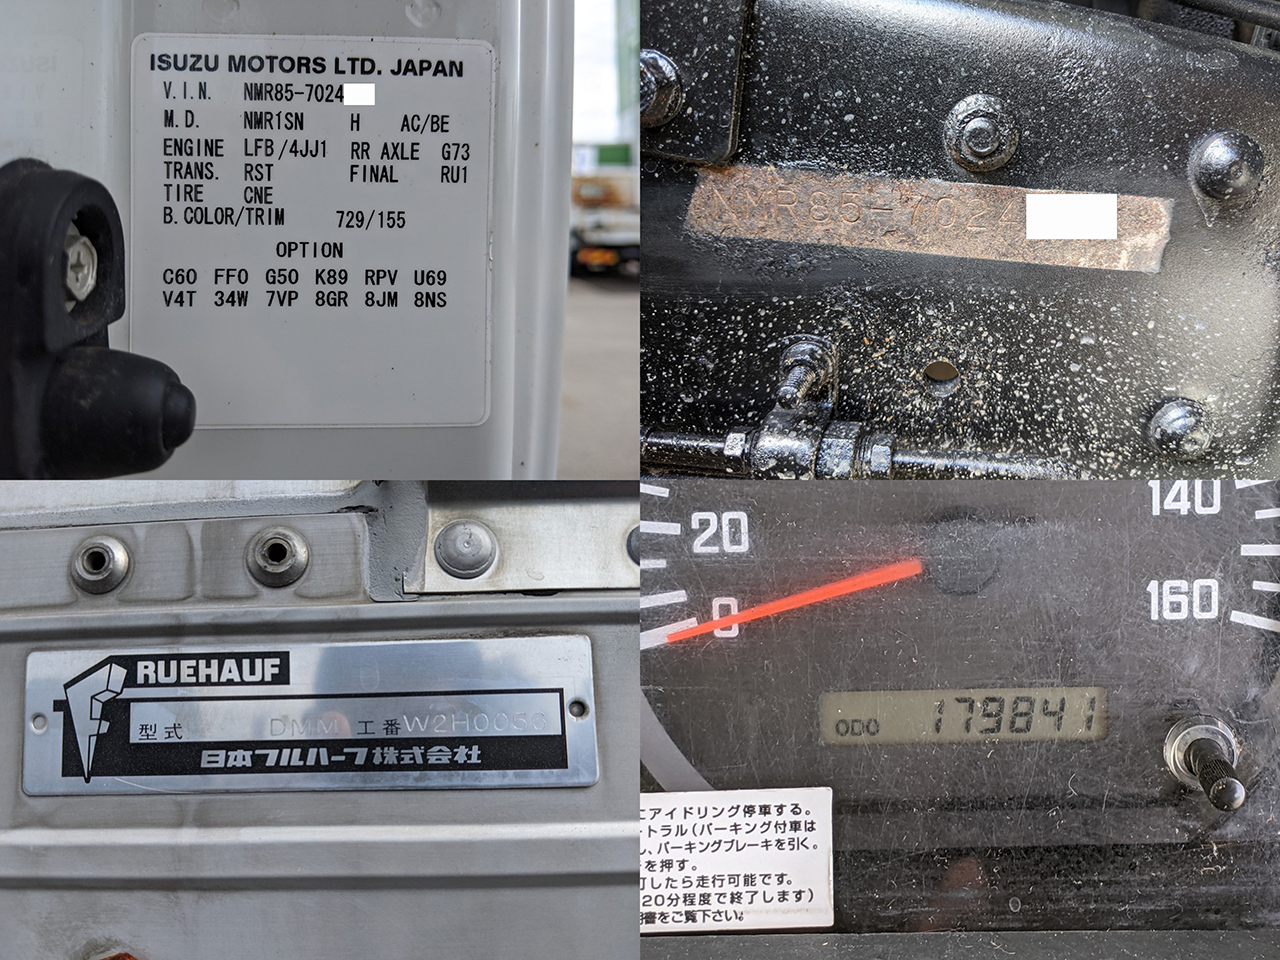 ISUZU MOTORS LTD. JAPAN
V.I.N. NMR85-7024
M.D. NMR1SN H AC/BE
ENGINE LFB/4JJ1 RR AXLE G73
TRANS. RST FINAL RU1
TIRE CNE
B.COLOR/TRIM 729/155
OPTION
C60 FF0 G50 K89 RPV U69
V4T 34W 7VP 8GR 8JM 8NS
NMR85-7024
RUEHAUF
型式 DMM 工番 W2H0050
日本フルハーフ株式会社
20
0
140
160
ODO 179841
にアイドリング停車する。
トラル(パーキング付車は
し、パーキングブレーキを引く。
を押す。
灯したら走行可能です。
20分程度で終了します)
明書をご覧下さい。